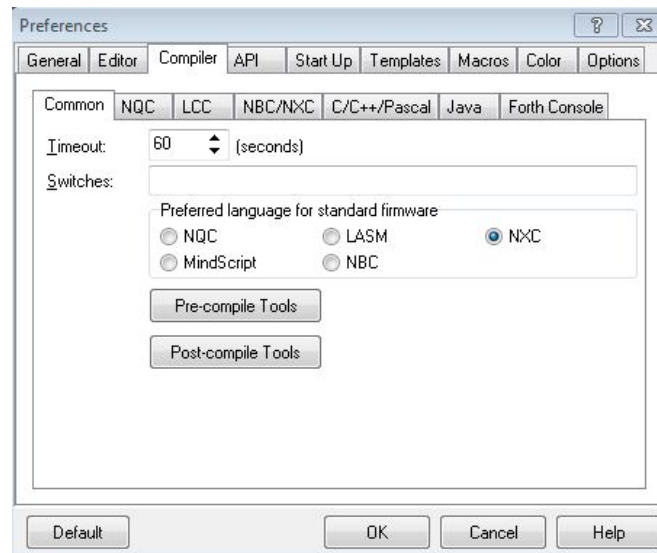 Preferences
General Editor Compiler API Start Up Templates Macros Color Options
Common NQC LCC NBC/NXC C/C++/Pascal Java Forth Console
Timeout: 60 (seconds)
Switches:
Preferred language for standard firmware
NQC LASM NXC
MindScript NBC
Pre-compile Tools
Post-compile Tools
Default OK Cancel Help